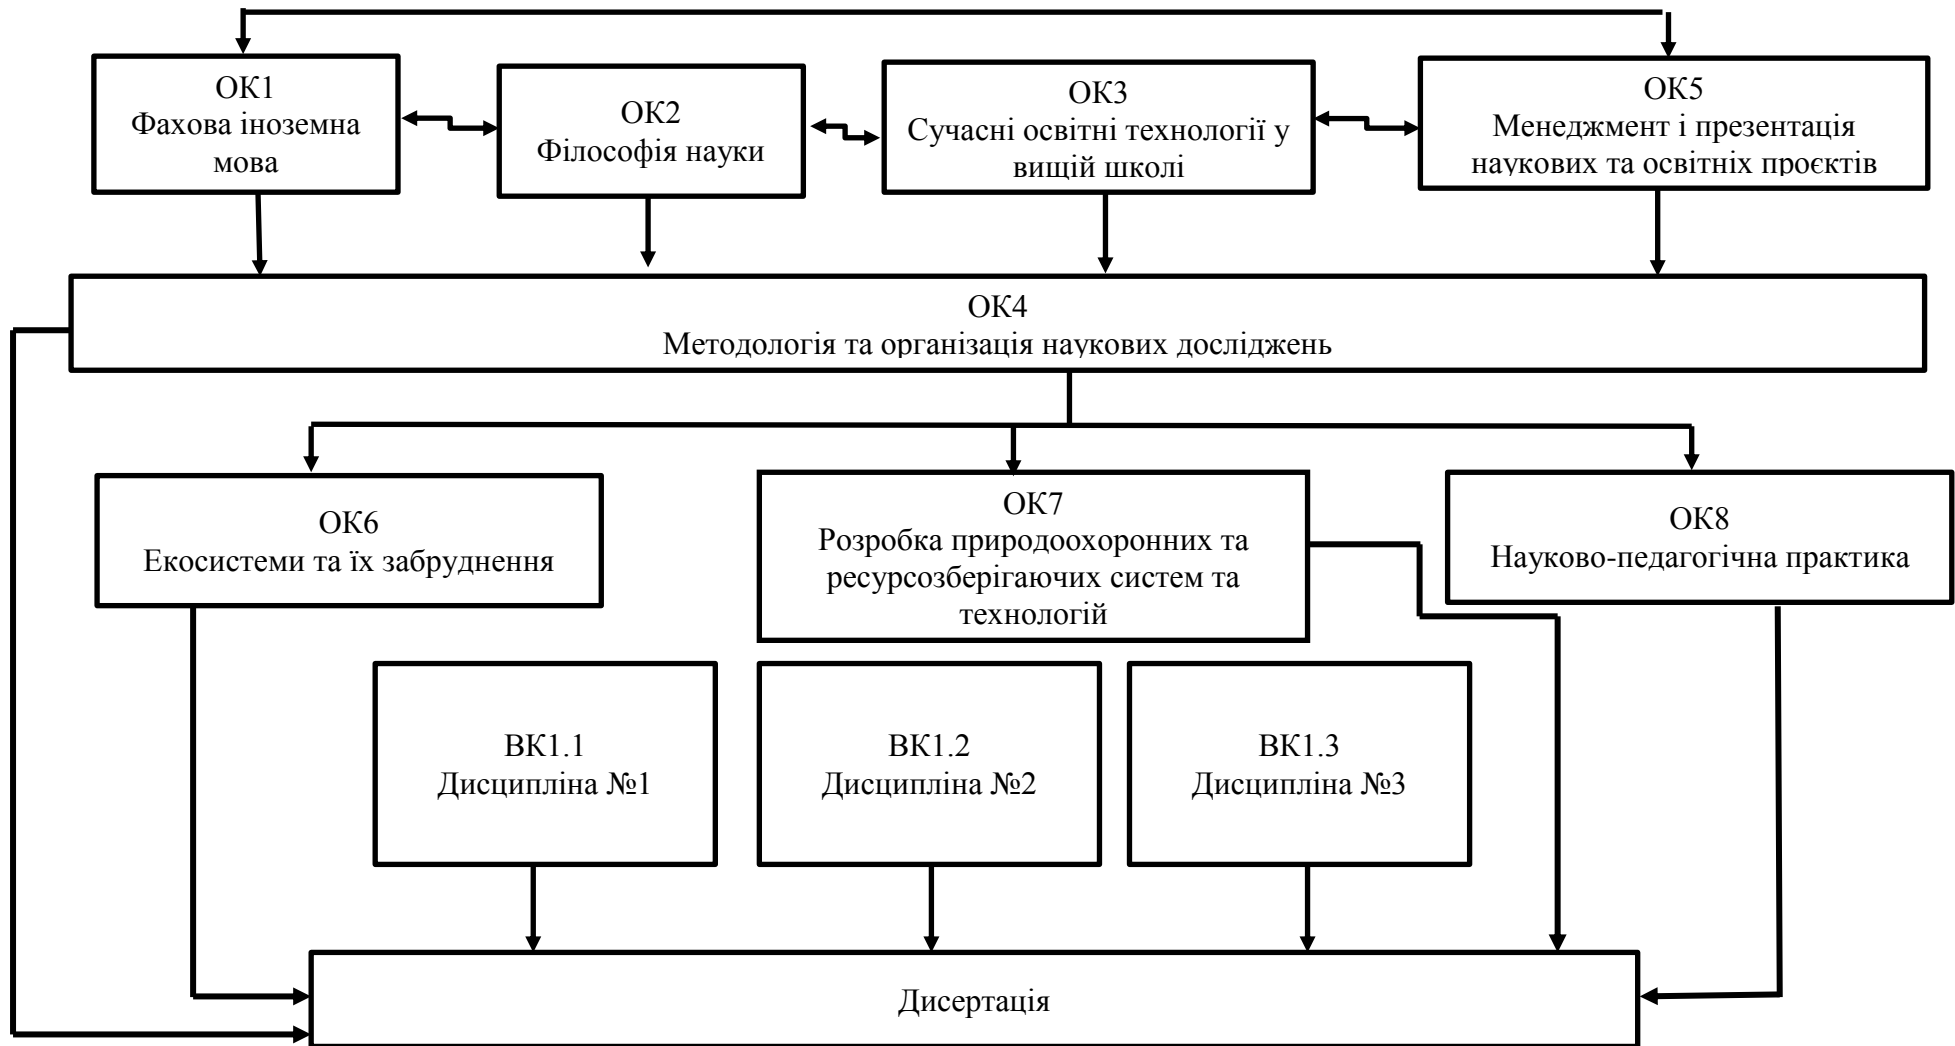 ОК1
Фахова іноземна
мова
ОК2
Філософія науки
ОК3
Сучасні освітні технології у
вищій школі
ОК5
Менеджмент і презентація
наукових та освітніх проєктів
ОК4
Методологія та організація наукових досліджень
ОК6
Екосистеми та їх забруднення
ОК7
Розробка природоохоронних та
ресурсозберігаючих систем та
технологій
ОК8
Науково-педагогічна практика
ВК1.1
Дисципліна №1
ВК1.2
Дисципліна №2
ВК1.3
Дисципліна №3
Дисертація